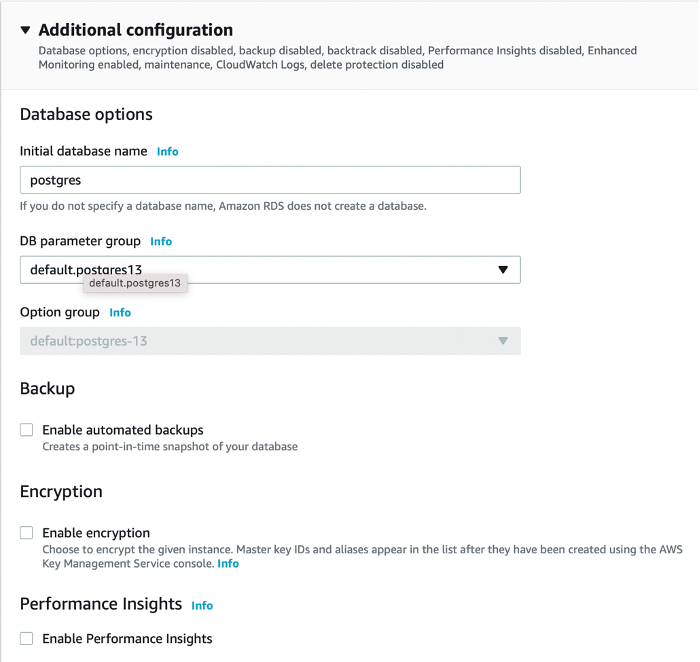 Additional configuration
Database options, encryption disabled, backup disabled, backtrack disabled, Performance Insights disabled, Enhanced
Monitoring enabled, maintenance, CloudWatch Logs, delete protection disabled
Database options
Initial database name Info
postgres
If you do not specify a database name, Amazon RDS does not create a database.
DB parameter group Info
default.postgres13
default.postgres13
Option group Info
default:postgres-13
Backup
Enable automated backups
Creates a point-in-time snapshot of your database
Encryption
Enable encryption
Choose to encrypt the given instance. Master key IDs and aliases appear in the list after they have been created using the AWS
Key Management Service console. Info
Performance Insights Info
Enable Performance Insights